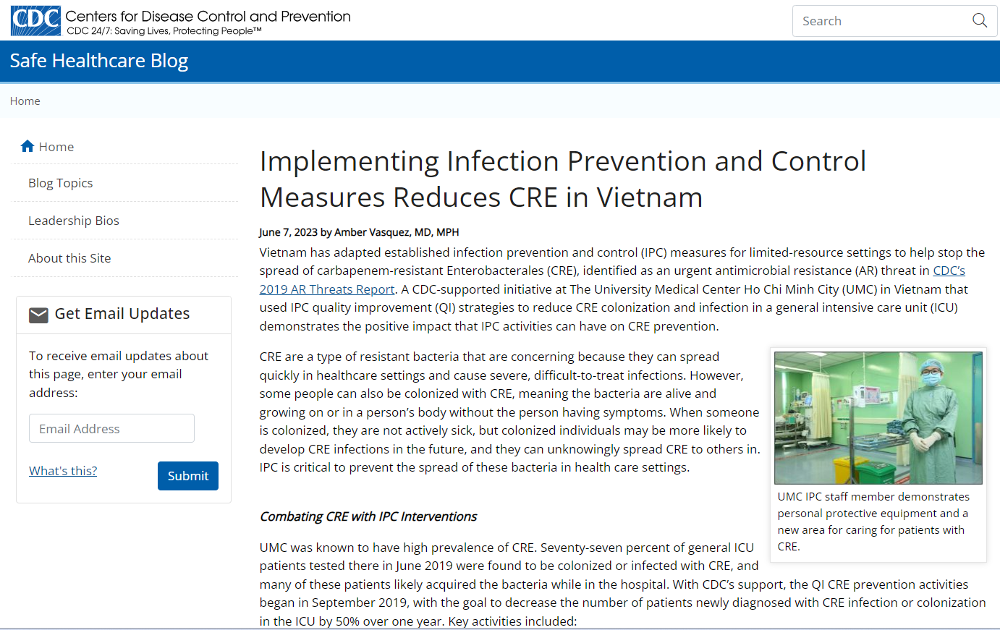 CDC Centers for Disease Control and Prevention
CDC 24/7: Saving Lives, Protecting People™
Search
Safe Healthcare Blog
Home
Home
Blog Topics
Leadership Bios
About this Site
Get Email Updates
To receive email updates about
this page, enter your email
address:
Email Address
What's this?
Submit
Implementing Infection Prevention and Control
Measures Reduces CRE in Vietnam
June 7, 2023 by Amber Vasquez, MD, MPH
Vietnam has adapted established infection prevention and control (IPC) measures for limited-resource settings to help stop the
spread of carbapenem-resistant Enterobacterales (CRE), identified as an urgent antimicrobial resistance (AR) threat in CDC’s
2019 AR Threats Report. A CDC-supported initiative at The University Medical Center Ho Chi Minh City (UMC) in Vietnam that
used IPC quality improvement (QI) strategies to reduce CRE colonization and infection in a general intensive care unit (ICU)
demonstrates the positive impact that IPC activities can have on CRE prevention.
CRE are a type of resistant bacteria that are concerning because they can spread
quickly in healthcare settings and cause severe, difficult-to-treat infections. However,
some people can also be colonized with CRE, meaning the bacteria are alive and
growing on or in a person’s body without the person having symptoms. When someone
is colonized, they are not actively sick, but colonized individuals may be more likely to
develop CRE infections in the future, and they can unknowingly spread CRE to others in.
IPC is critical to prevent the spread of these bacteria in health care settings.
UMC IPC staff member demonstrates
personal protective equipment and a
new area for caring for patients with
CRE.
Combating CRE with IPC Interventions
UMC was known to have high prevalence of CRE. Seventy-seven percent of general ICU
patients tested there in June 2019 were found to be colonized or infected with CRE, and
many of these patients likely acquired the bacteria while in the hospital. With CDC’s support, the QI CRE prevention activities
began in September 2019, with the goal to decrease the number of patients newly diagnosed with CRE infection or colonization
in the ICU by 50% over one year. Key activities included: